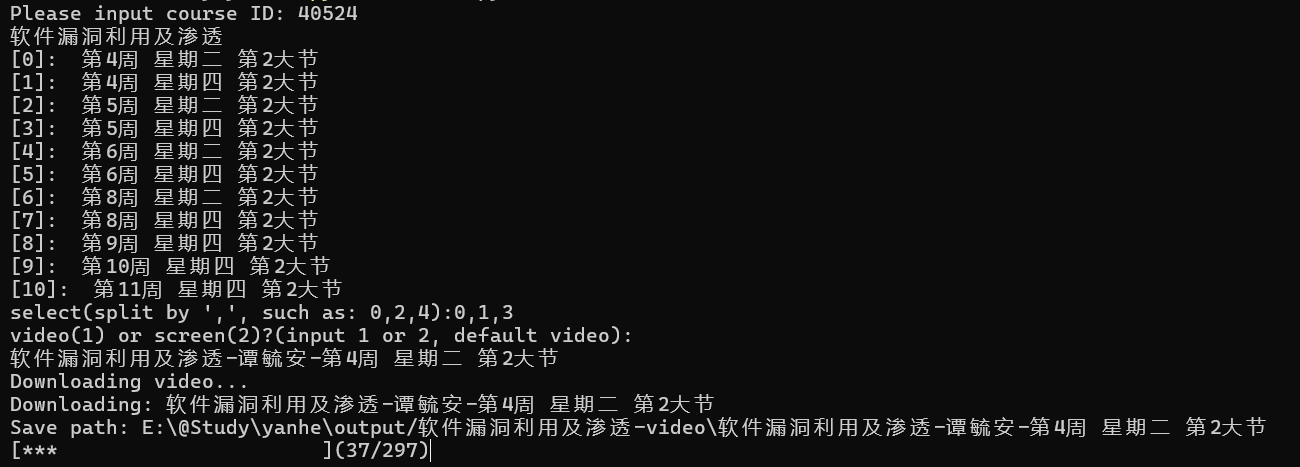 Please input course ID: 40524
软件漏洞利用及渗透
[0]: 第4周 星期二 第2大节
[1]: 第4周 星期四 第2大节
[2]: 第5周 星期二 第2大节
[3]: 第5周 星期四 第2大节
[4]: 第6周 星期二 第2大节
[5]: 第6周 星期四 第2大节
[6]: 第8周 星期二 第2大节
[7]: 第8周 星期四 第2大节
[8]: 第9周 星期四 第2大节
[9]: 第10周 星期四 第2大节
[10]: 第11周 星期四 第2大节
select(split by ',', such as: 0,2,4):0,1,3
video(1) or screen(2)?(input 1 or 2, default video):
软件漏洞利用及渗透-谭毓安-第4周 星期二 第2大节
Downloading video...
Downloading: 软件漏洞利用及渗透-谭毓安-第4周 星期二 第2大节
Save path: E:\@Study\yanhe\output/软件漏洞利用及渗透-video\软件漏洞利用及渗透-谭毓安-第4周 星期二 第2大节
[***                      ](37/297)